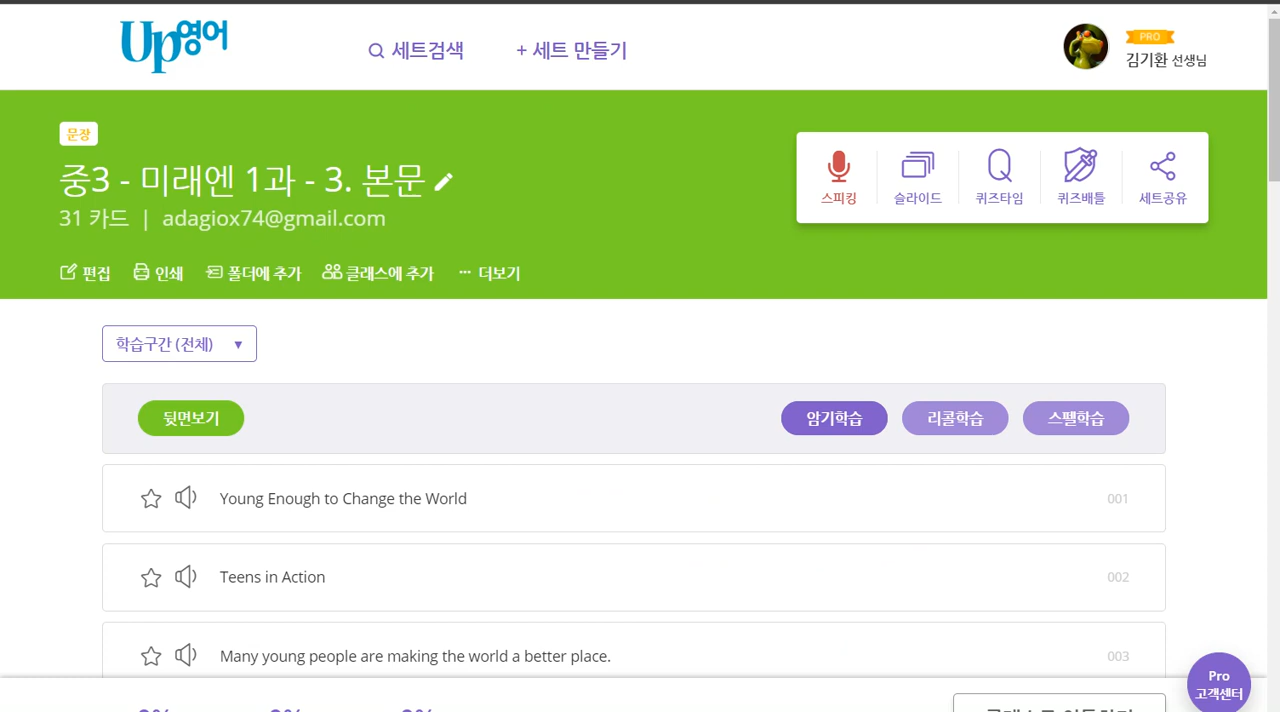 Up영어
세트검색
+ 세트 만들기
PRO
김기환 선생님
문장
중3 - 미래엔 1과 - 3. 본문
31 카드 | adagiox74@gmail.com
스피킹
슬라이드
퀴즈타임
퀴즈배틀
세트공유
편집
인쇄
폴더에 추가
클래스에 추가
··· 더보기
학습구간 (전체) ▼
뒷면보기
암기학습
리콜학습
스펠학습
Young Enough to Change the World
001
Teens in Action
002
Many young people are making the world a better place.
003
Pro
고객센터